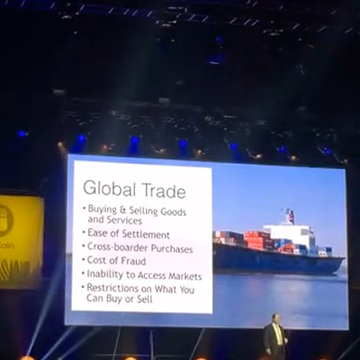 Global Trade
• Buying & Selling Goods
and Services
• Ease of Settlement
• Cross-boarder Purchases
• Cost of Fraud
• Inability to Access Markets
• Restrictions on What You
Can Buy or Sell